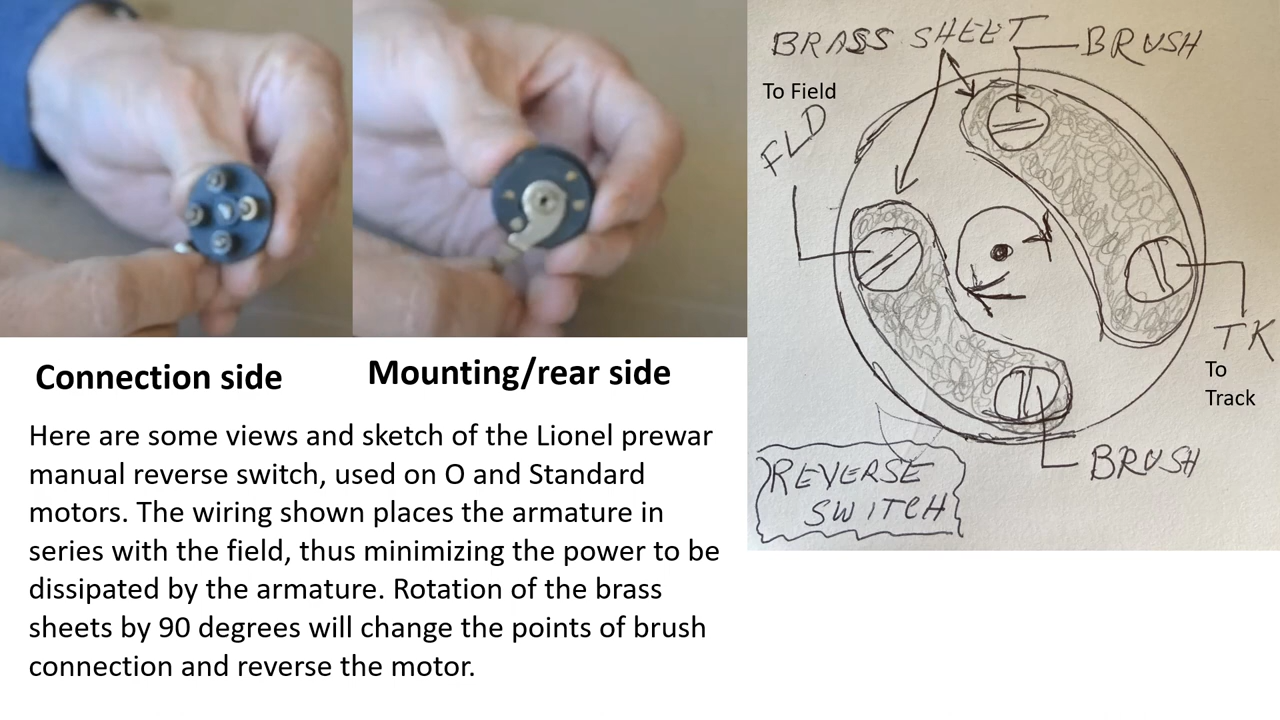 BRASS SHEET
BRUSH
To Field
FLD
TK
To
Track
BRUSH
REVERSE
SWITCH
Connection side
Mounting/rear side
Here are some views and sketch of the Lionel prewar
manual reverse switch, used on O and Standard
motors. The wiring shown places the armature in
series with the field, thus minimizing the power to be
dissipated by the armature. Rotation of the brass
sheets by 90 degrees will change the points of brush
connection and reverse the motor.